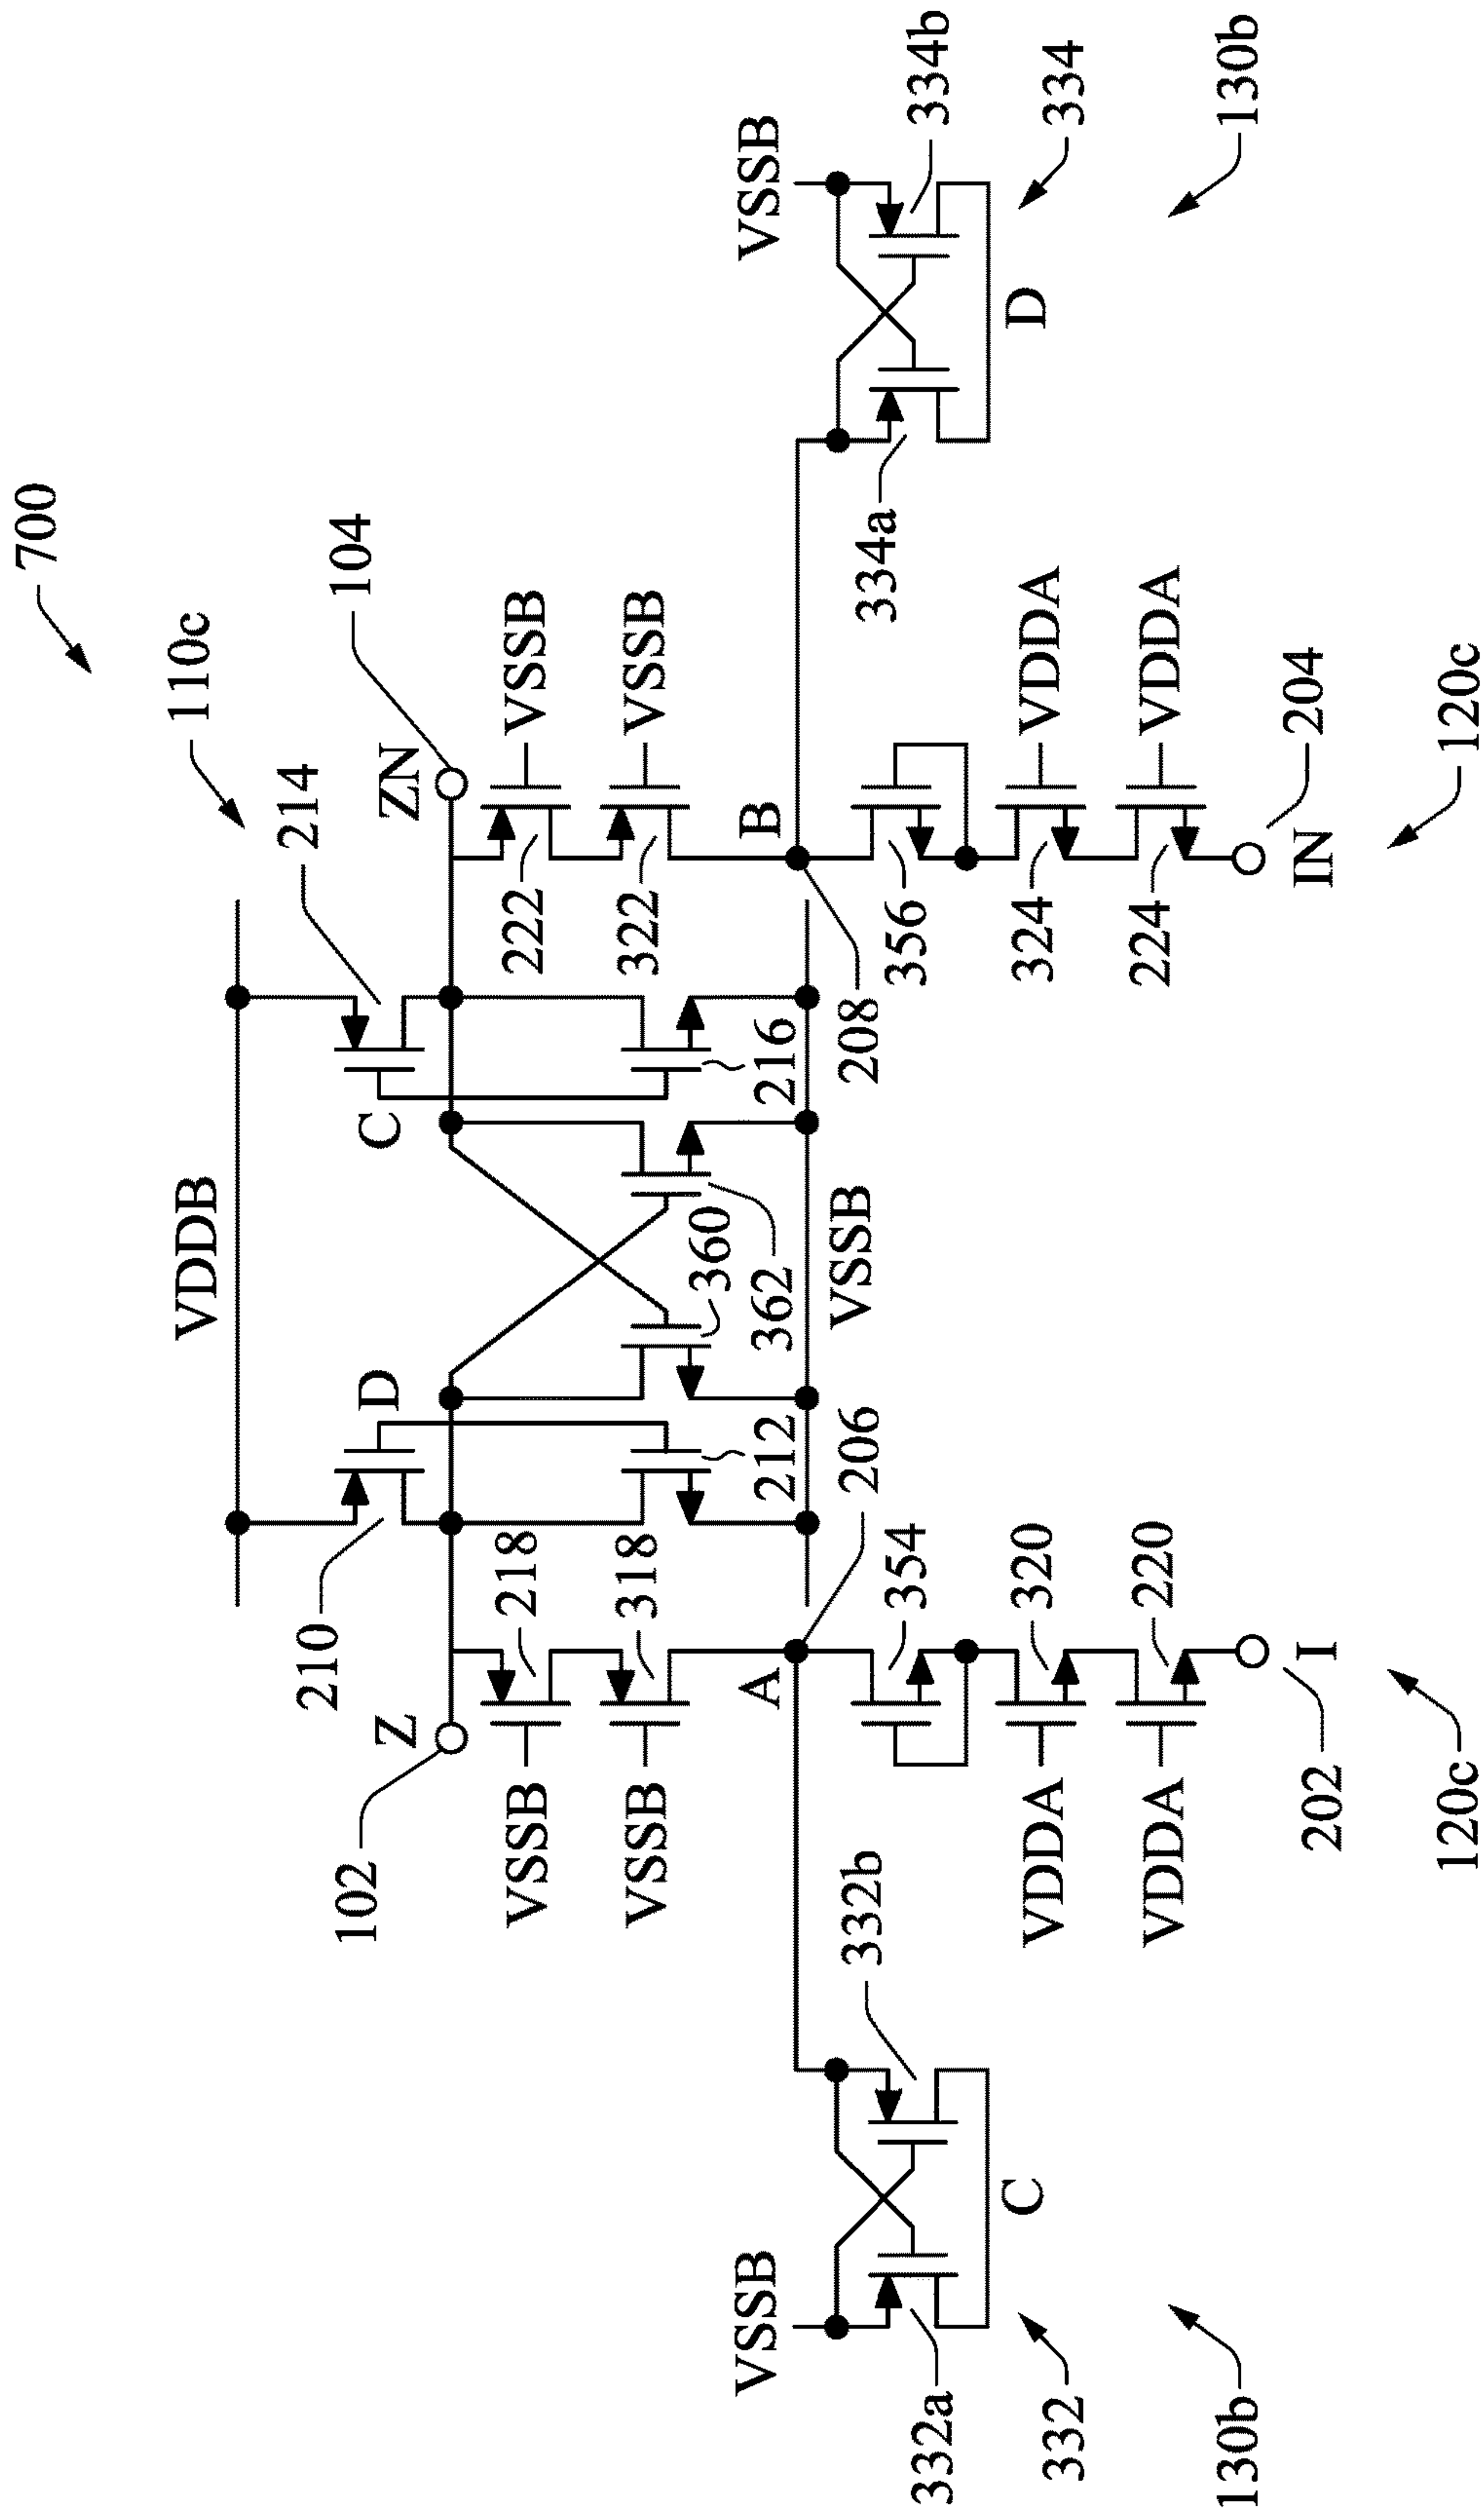 700
110c
104
ZN
214
VDDB
C
D
210
Z
102
222
VSSB
322
VSSB
B
208
216
362
360
VSSB
212
206
218
VSSB
318
VSSB
A
356
324
VDDA
224
VDDA
IN
204
120c
354
320
VDDA
220
VDDA
I
202
120c
VSSB
334b
334a
D
334
130b
332b
VSSB
332a
C
332
130b